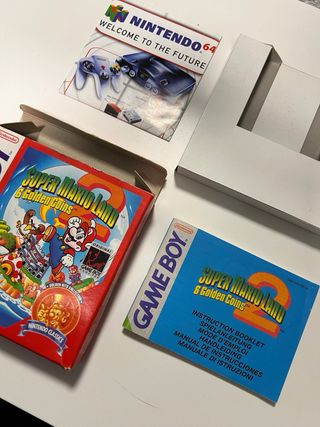 NINTENDO 64
WELCOME TO THE FUTURE
SUPER MARIO LAND 2
6 Golden Coins
NINTENDO CLASSICS
GAME BOY
SUPER MARIO LAND 2
6 Golden Coins
INSTRUCTION BOOKLET
SPIELANLEITUNG
MODE D'EMPLOI
HANDLEIDING
MANUAL DE INSTRUCCIONES
MANUALE DI ISTRUZIONI